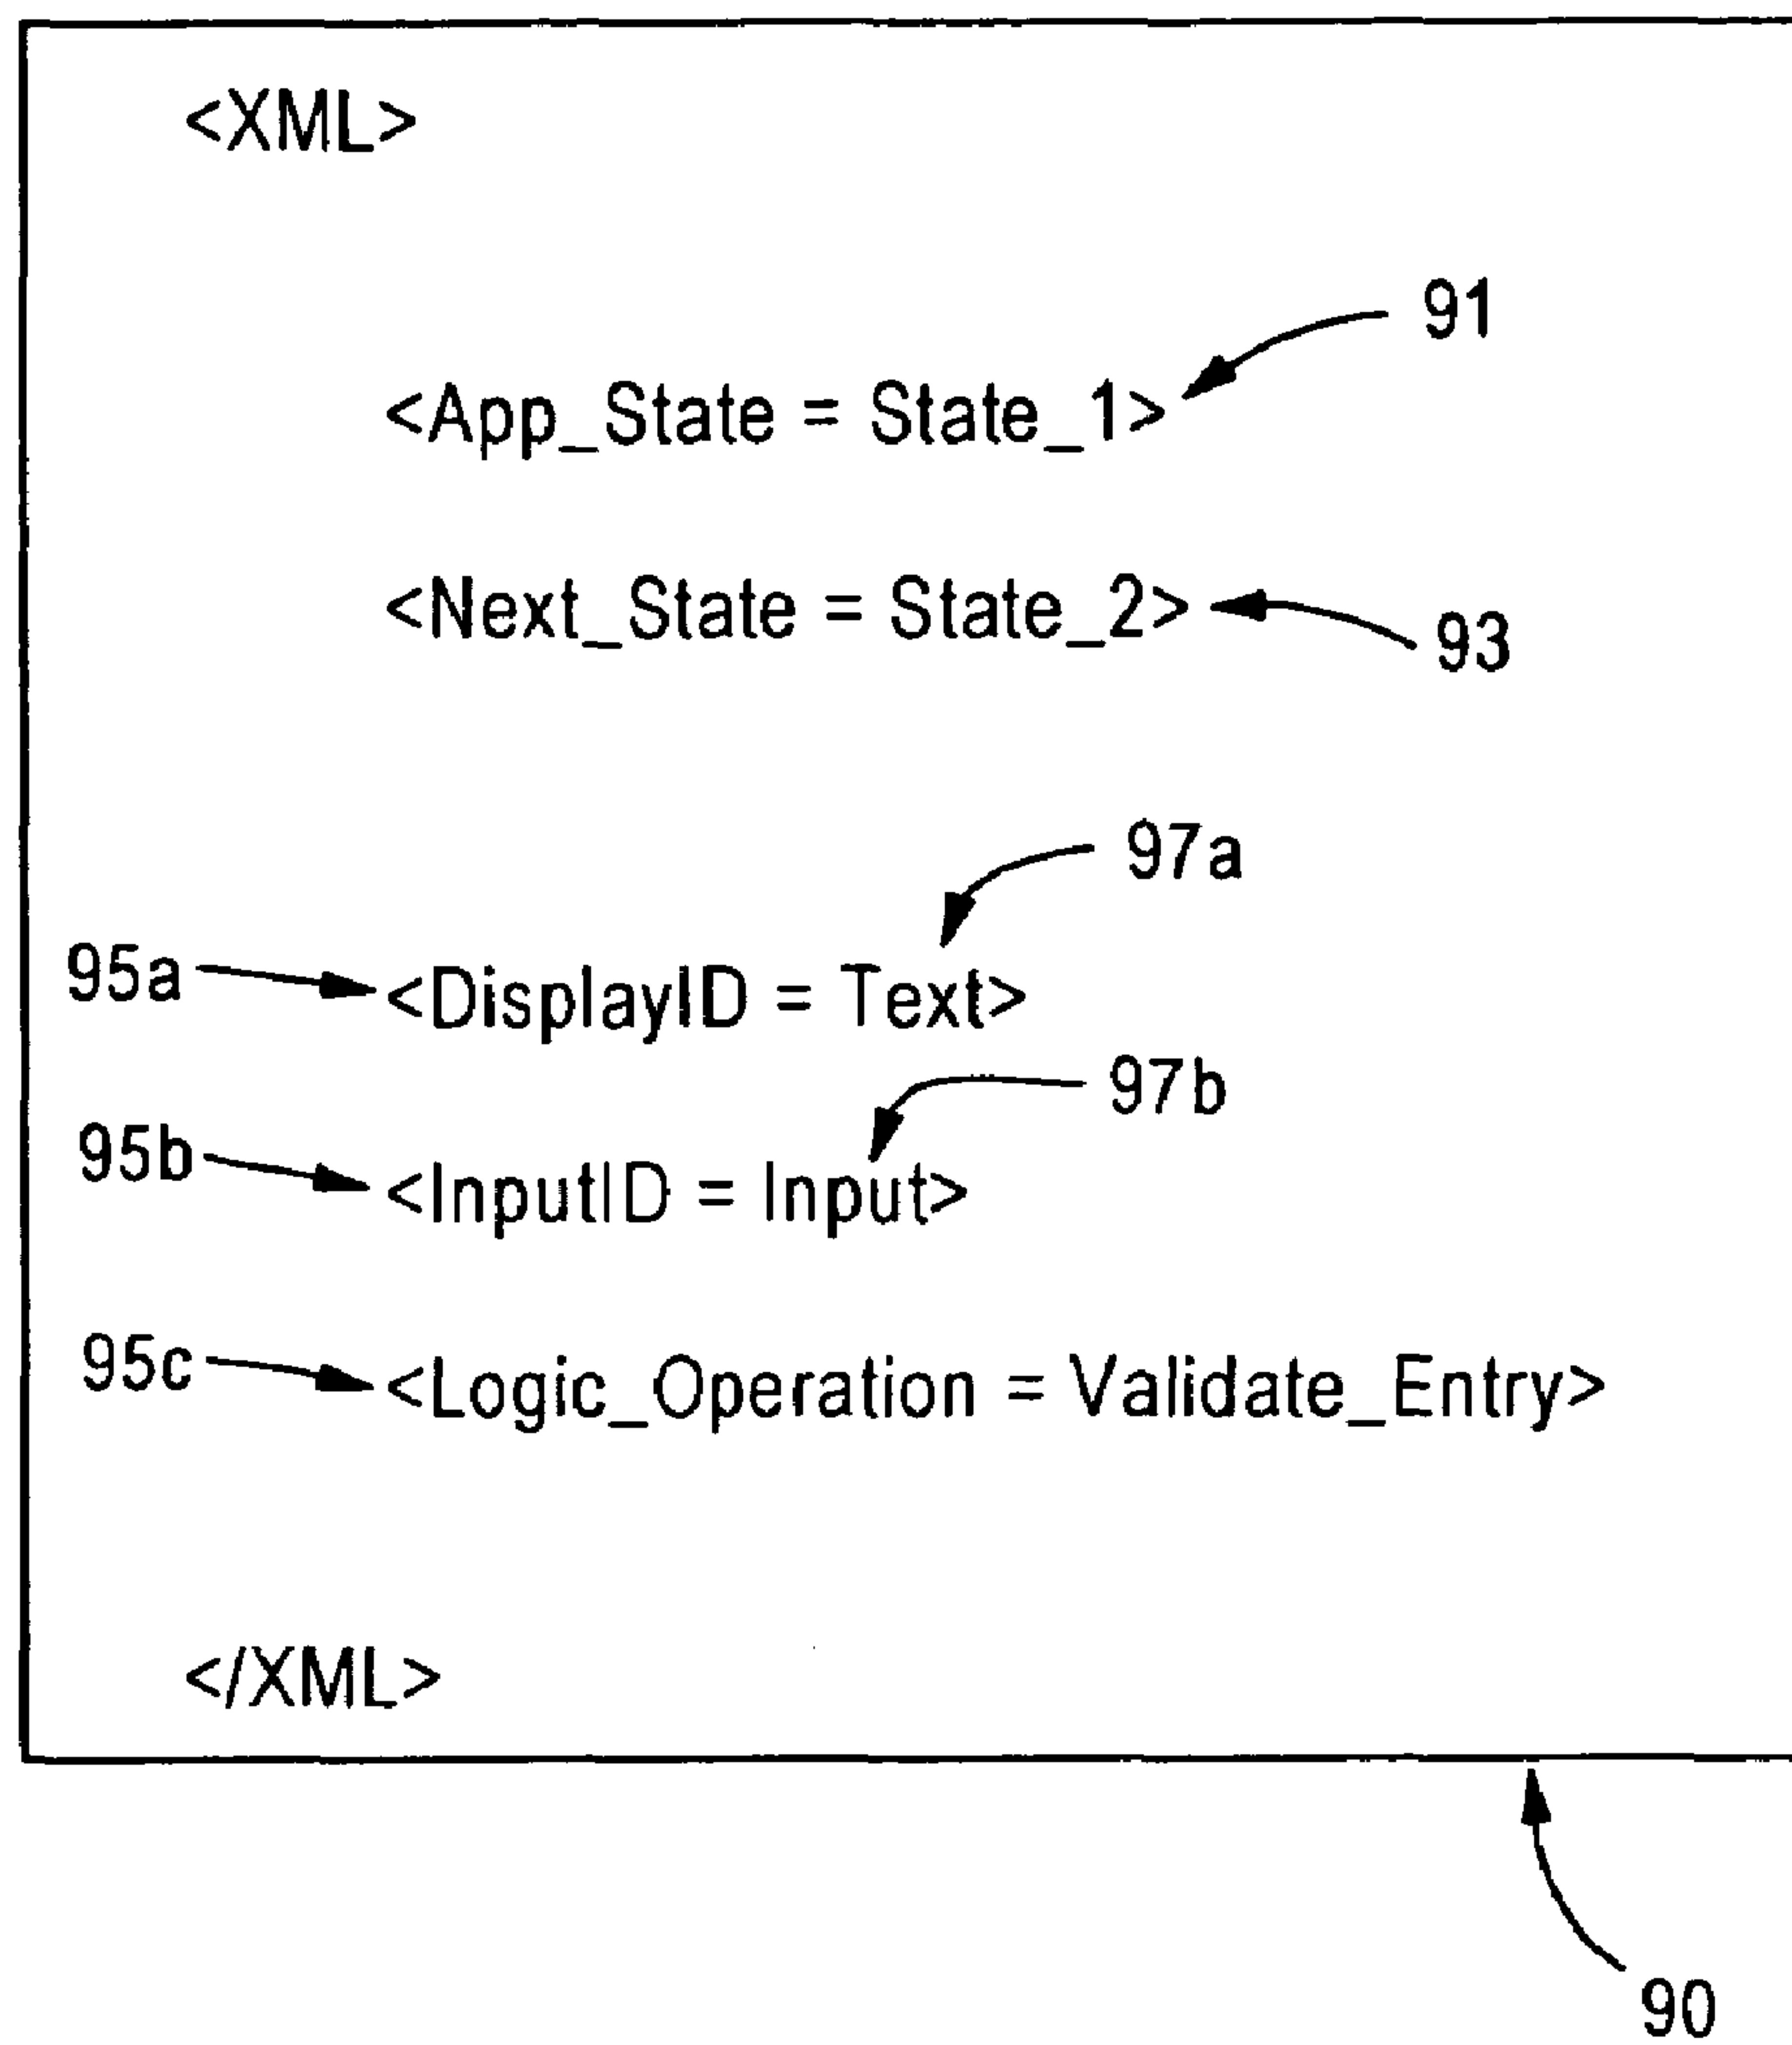 <XML>
91
<App_State = State_1>
<Next_State = State_2>
93
97a
95a <DisplayID = Text>
97b
95b <InputID = Input>
95c <Logic_Operation = Validate_Entry>
</XML>
90